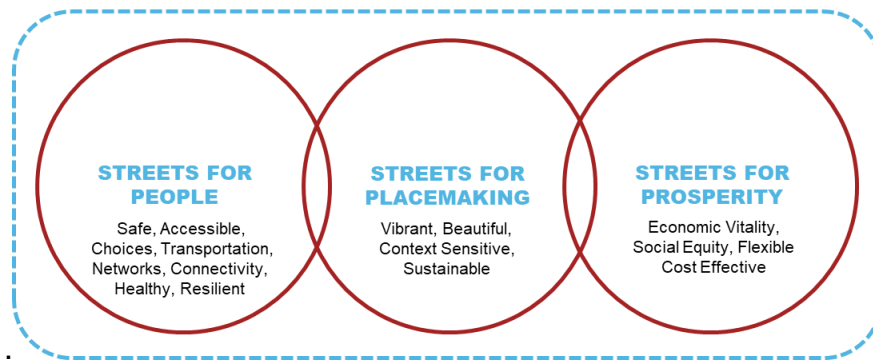 STREETS FOR
PEOPLE
Safe, Accessible,
Choices, Transportation,
Networks, Connectivity,
Healthy, Resilient
STREETS FOR
PLACEMAKING
Vibrant, Beautiful,
Context Sensitive,
Sustainable
STREETS FOR
PROSPERITY
Economic Vitality,
Social Equity, Flexible
Cost Effective
.